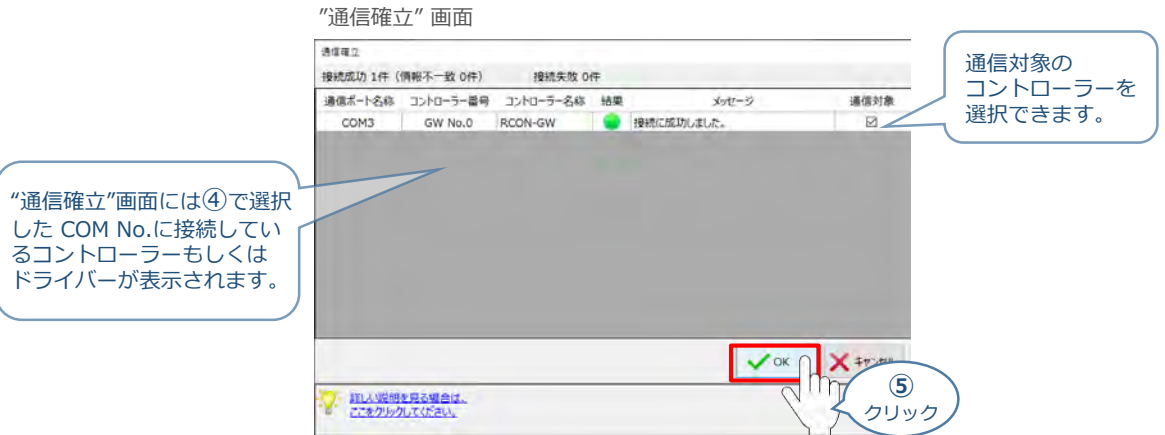 ”通信確立” 画面
通信確立
接続成功 1件（情報不一致 0件） 接続失敗 0件
通信ポート名称 コントローラー番号 コントローラー名称 結果 メッセージ 通信対象
COM3 GW No.0 RCON-GW 接続に成功しました。
通信対象の
コントローラーを
選択できます。
“通信確立”画面には④で選択
した COM No.に接続してい
るコントローラーもしくは
ドライバーが表示されます。
OK キャンセル
⑤
クリック
詳しい説明を見る場合は、
ここをクリックしてください。